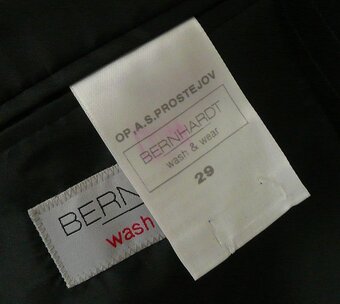 OP,A.S.PROSTEJOV
BERNHARDT
wash & wear
29
BERN
wash